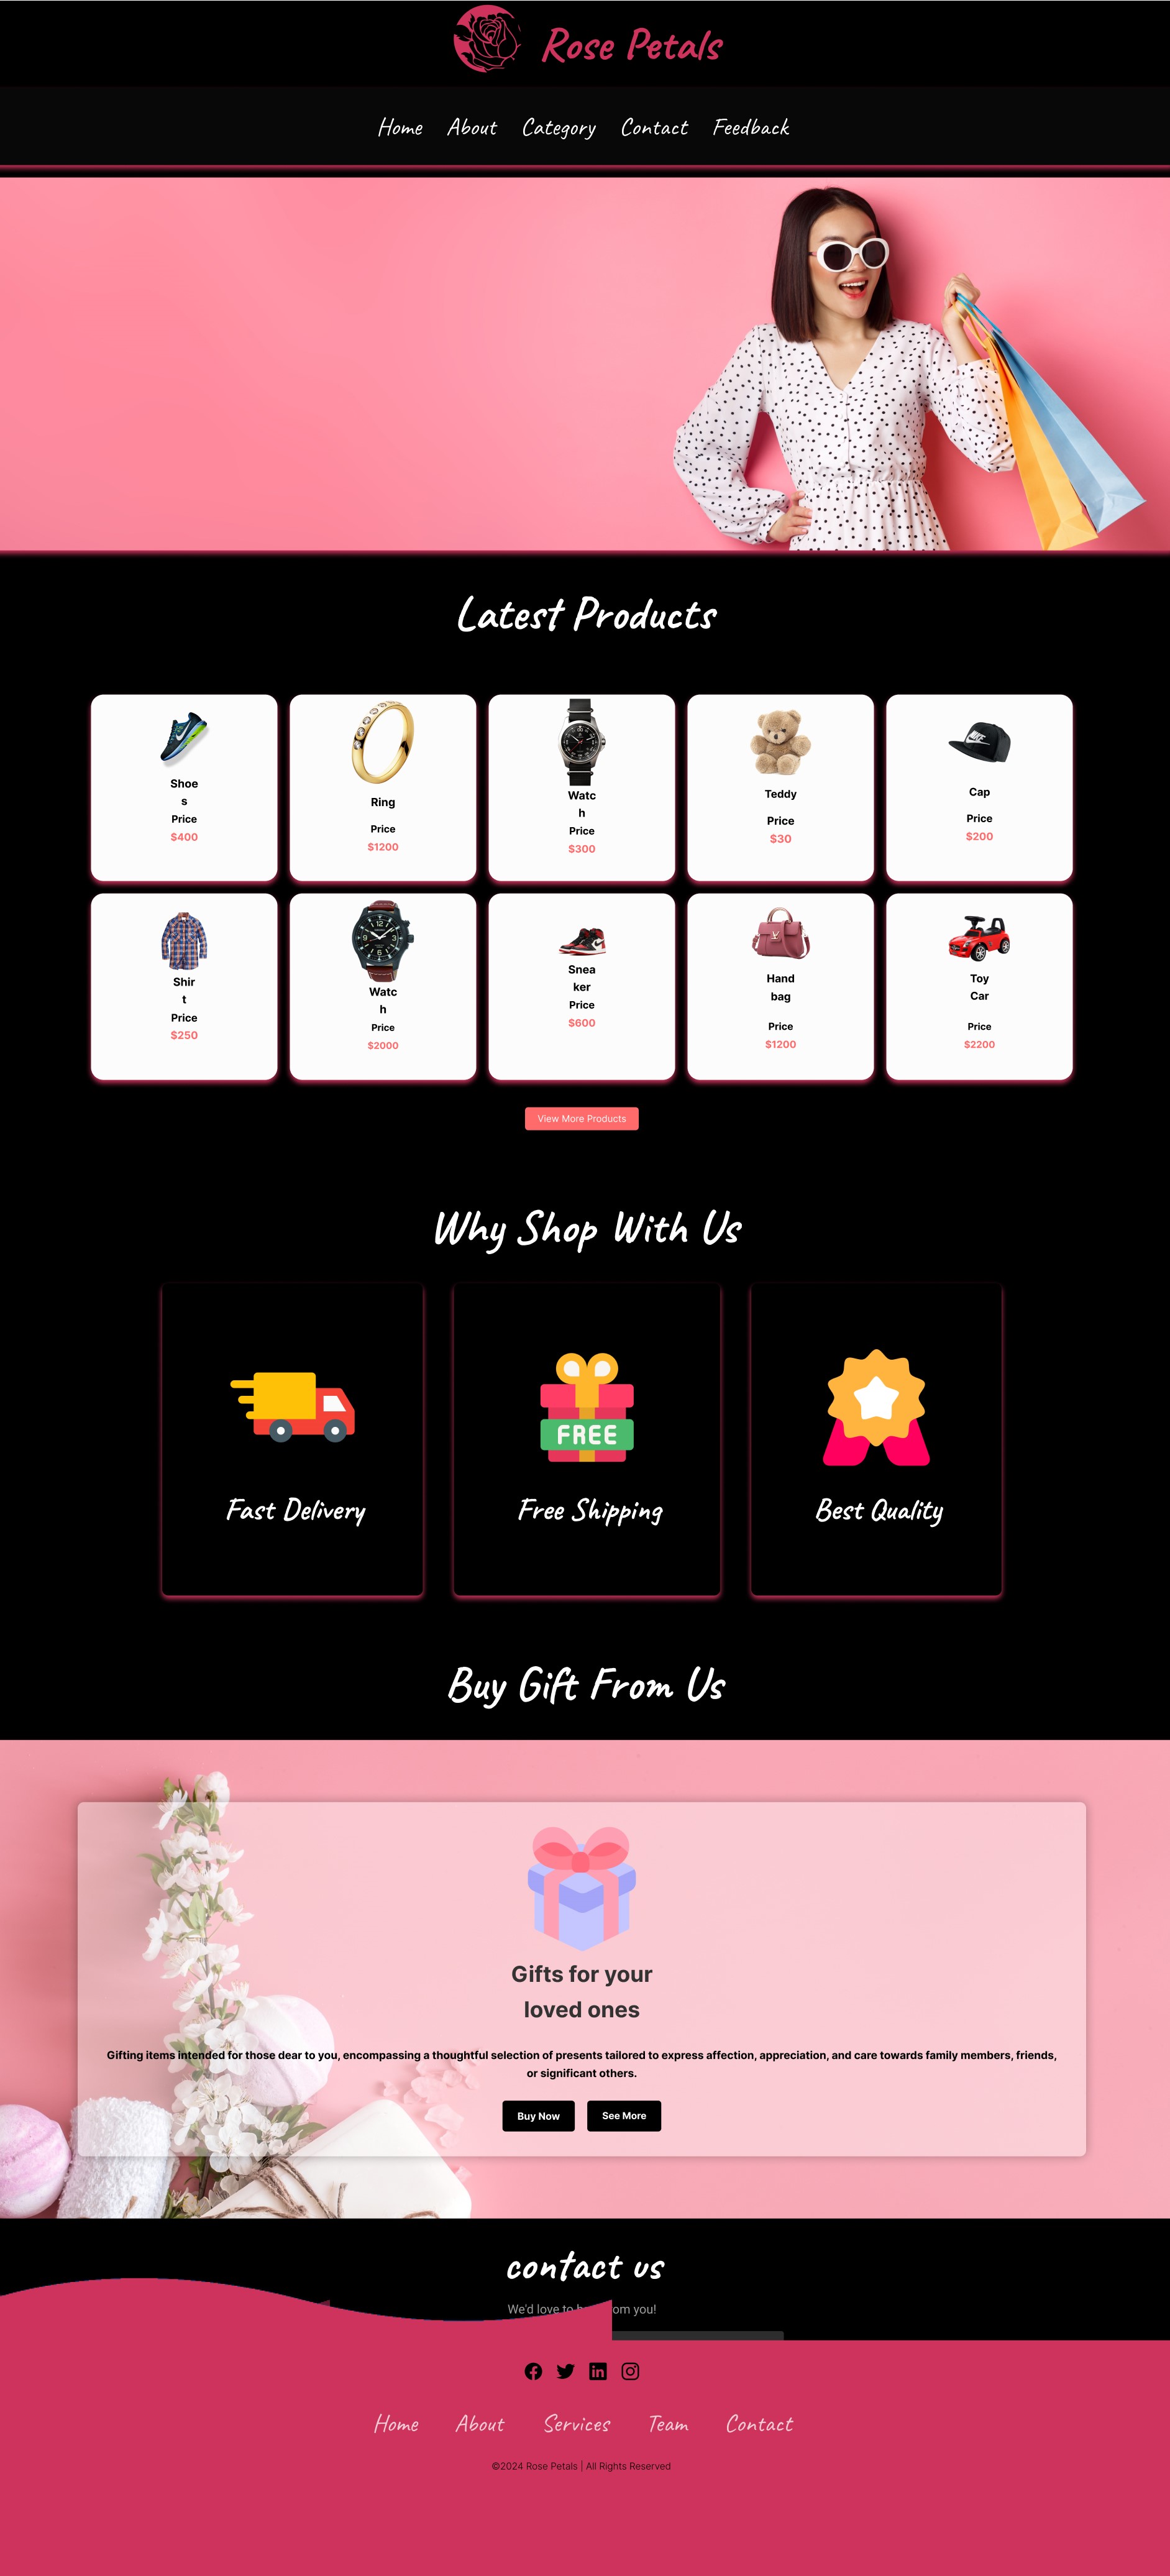 Rose Petals
Home About Category Contact Feedback
Latest Products
Shoe
s
Price
$400
Ring
Price
$1200
Watc
h
Price
$300
Teddy
Price
$30
Cap
Price
$200
Shir
t
Price
$250
Watc
h
Price
$2000
Snea
ker
Price
$600
Hand
bag
Price
$1200
Toy
Car
Price
$2200
View More Products
Why Shop With Us
FREE
Fast Delivery
Free Shipping
Best Quality
Buy Gift From Us
Gifts for your
loved ones
Gifting items intended for those dear to you, encompassing a thoughtful selection of presents tailored to express affection, appreciation, and care towards family members, friends,
or significant others.
Buy Now See More
contact us
We'd love to you!
Home About Services Team Contact
©2024 Rose Petals | All Rights Reserved